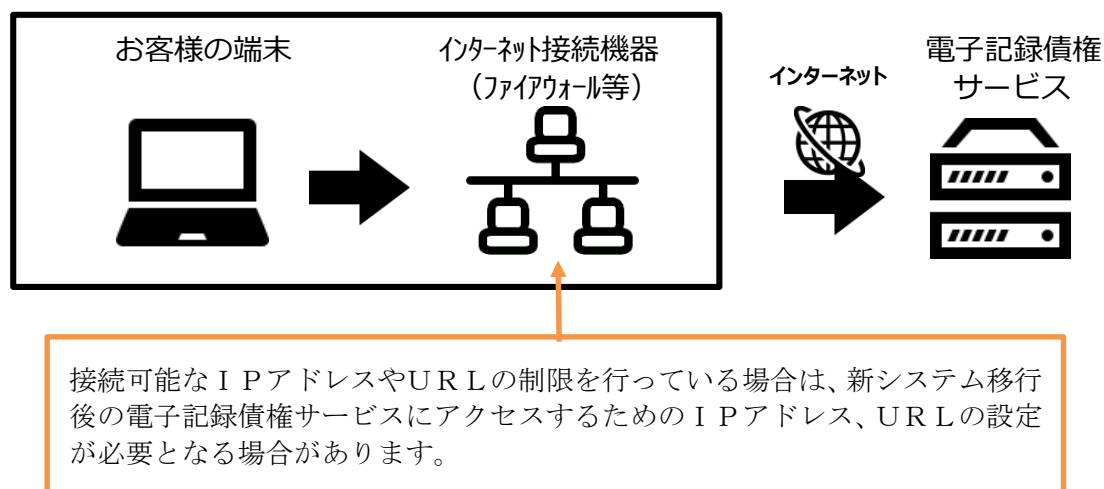 お客様の端末
インターネット接続機器
（ファイアウォール等）
インターネット
電子記録債権
サービス
接続可能なＩＰアドレスやＵＲＬの制限を行っている場合は、新システム移行
後の電子記録債権サービスにアクセスするためのＩＰアドレス、ＵＲＬの設定
が必要となる場合があります。